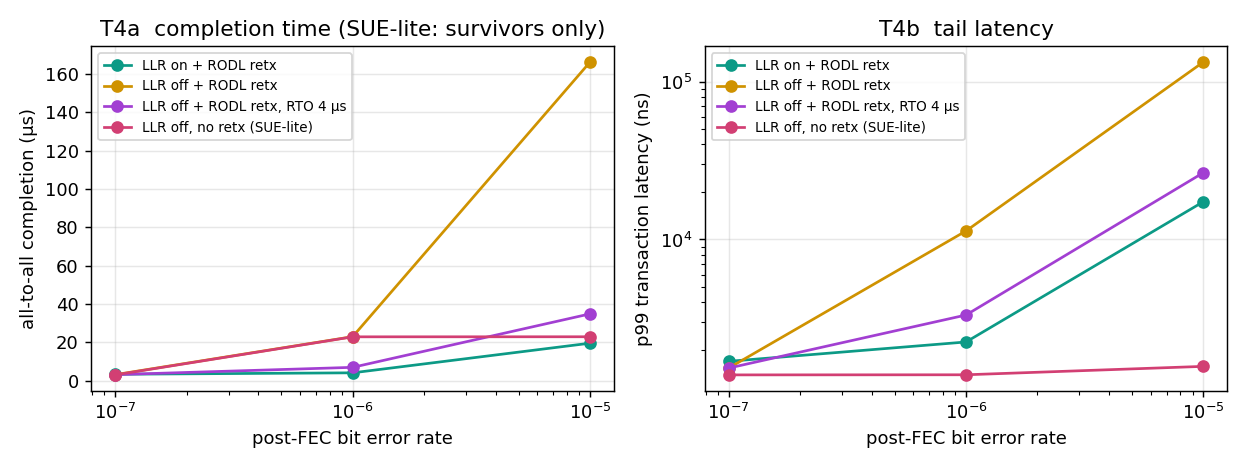 T4a  completion time (SUE-lite: survivors only)
LLR on + RODL retx
LLR off + RODL retx
LLR off + RODL retx, RTO 4 µs
LLR off, no retx (SUE-lite)
all-to-all completion (µs)
160
140
120
100
80
60
40
20
0
10⁻⁷
10⁻⁶
10⁻⁵
post-FEC bit error rate
T4b  tail latency
LLR on + RODL retx
LLR off + RODL retx
LLR off + RODL retx, RTO 4 µs
LLR off, no retx (SUE-lite)
p99 transaction latency (ns)
10⁵
10⁴
10⁻⁷
10⁻⁶
10⁻⁵
post-FEC bit error rate